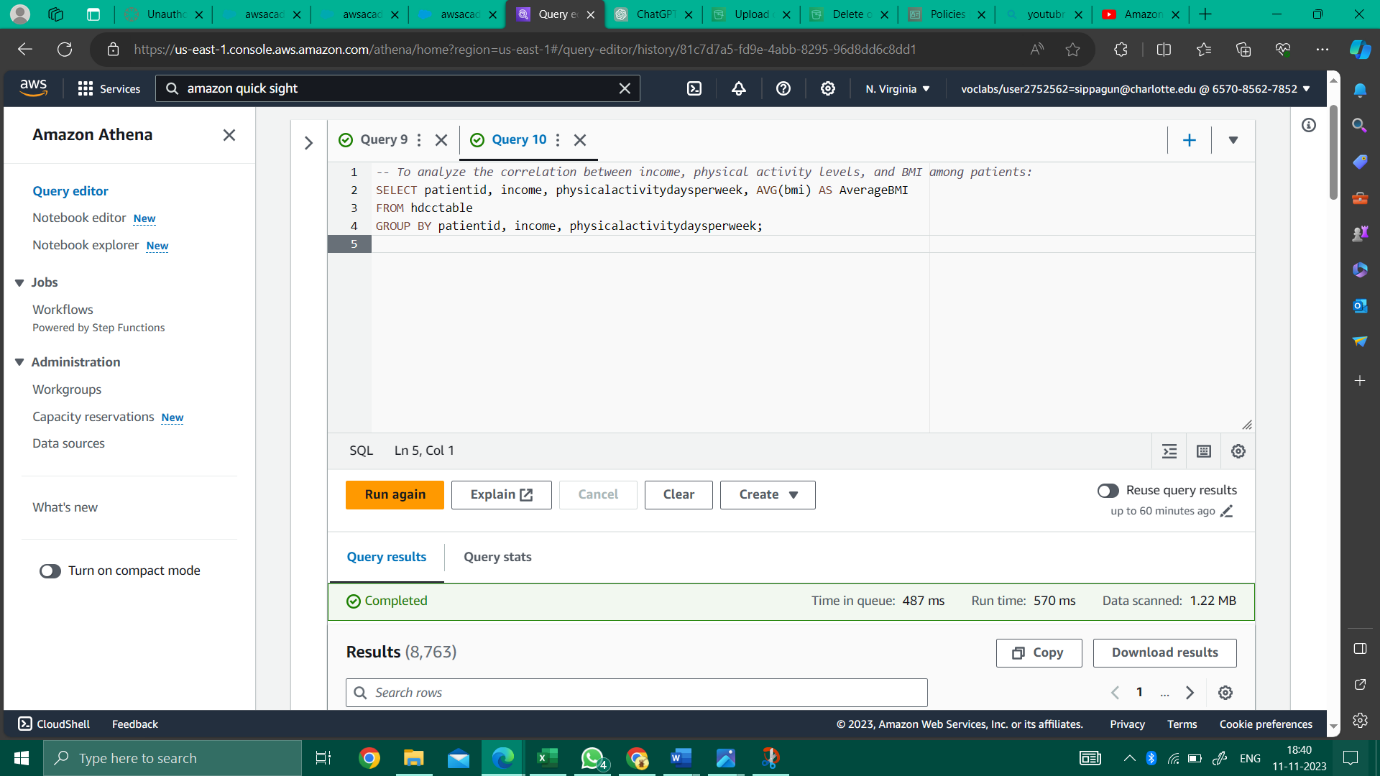 Unautho
awsacad
awsacad
awsacad
Query e
ChatGPT
Upload
Delete o
Policies
youtube
Amazon
https://us-east-1.console.aws.amazon.com/athena/home?region=us-east-1#/query-editor/history/81c7d7a5-fd9e-4abb-8295-96d8dd6c8dd1
aws
Services
amazon quick sight
N. Virginia
voclabs/user2752562=sippagun@charlotte.edu @ 6570-8562-7852
Amazon Athena
Query editor
Notebook editor New
Notebook explorer New
Jobs
Workflows
Powered by Step Functions
Administration
Workgroups
Capacity reservations New
Data sources
What's new
Turn on compact mode
Query 9
Query 10
1 -- To analyze the correlation between income, physical activity levels, and BMI among patients:
2 SELECT patientid, income, physicalactivitydaysperweek, AVG(bmi) AS AverageBMI
3 FROM hdcctable
4 GROUP BY patientid, income, physicalactivitydaysperweek;
5
SQL Ln 5, Col 1
Run again
Explain
Cancel
Clear
Create
Reuse query results
up to 60 minutes ago
Query results
Query stats
Completed
Time in queue: 487 ms
Run time: 570 ms
Data scanned: 1.22 MB
Results (8,763)
Copy
Download results
Search rows
1 ...
CloudShell
Feedback
© 2023, Amazon Web Services, Inc. or its affiliates.
Privacy
Terms
Cookie preferences
Type here to search
4
ENG
18:40
11-11-2023